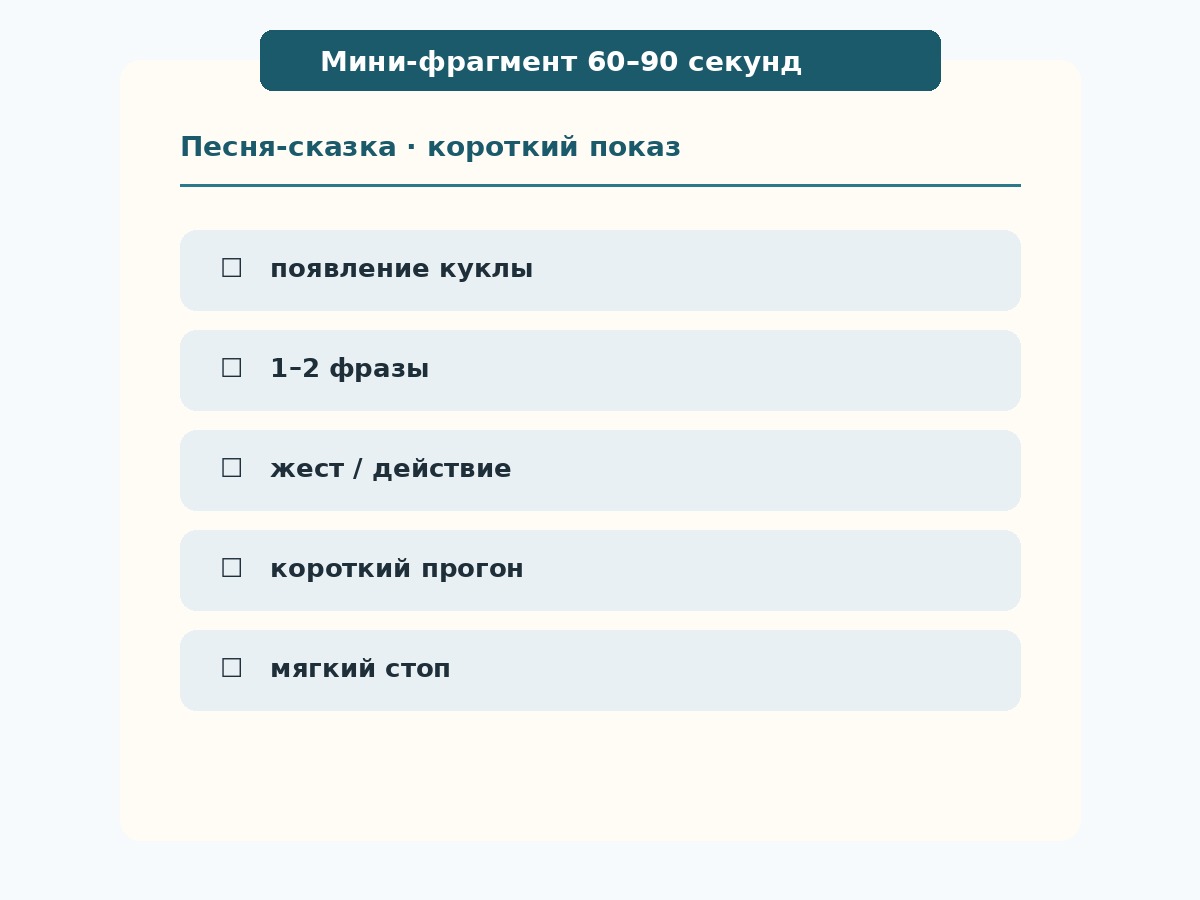 Мини-фрагмент 60–90 секунд
Песня-сказка · короткий показ
☐ появление куклы
☐ 1–2 фразы
☐ жест / действие
☐ короткий прогон
☐ мягкий стоп